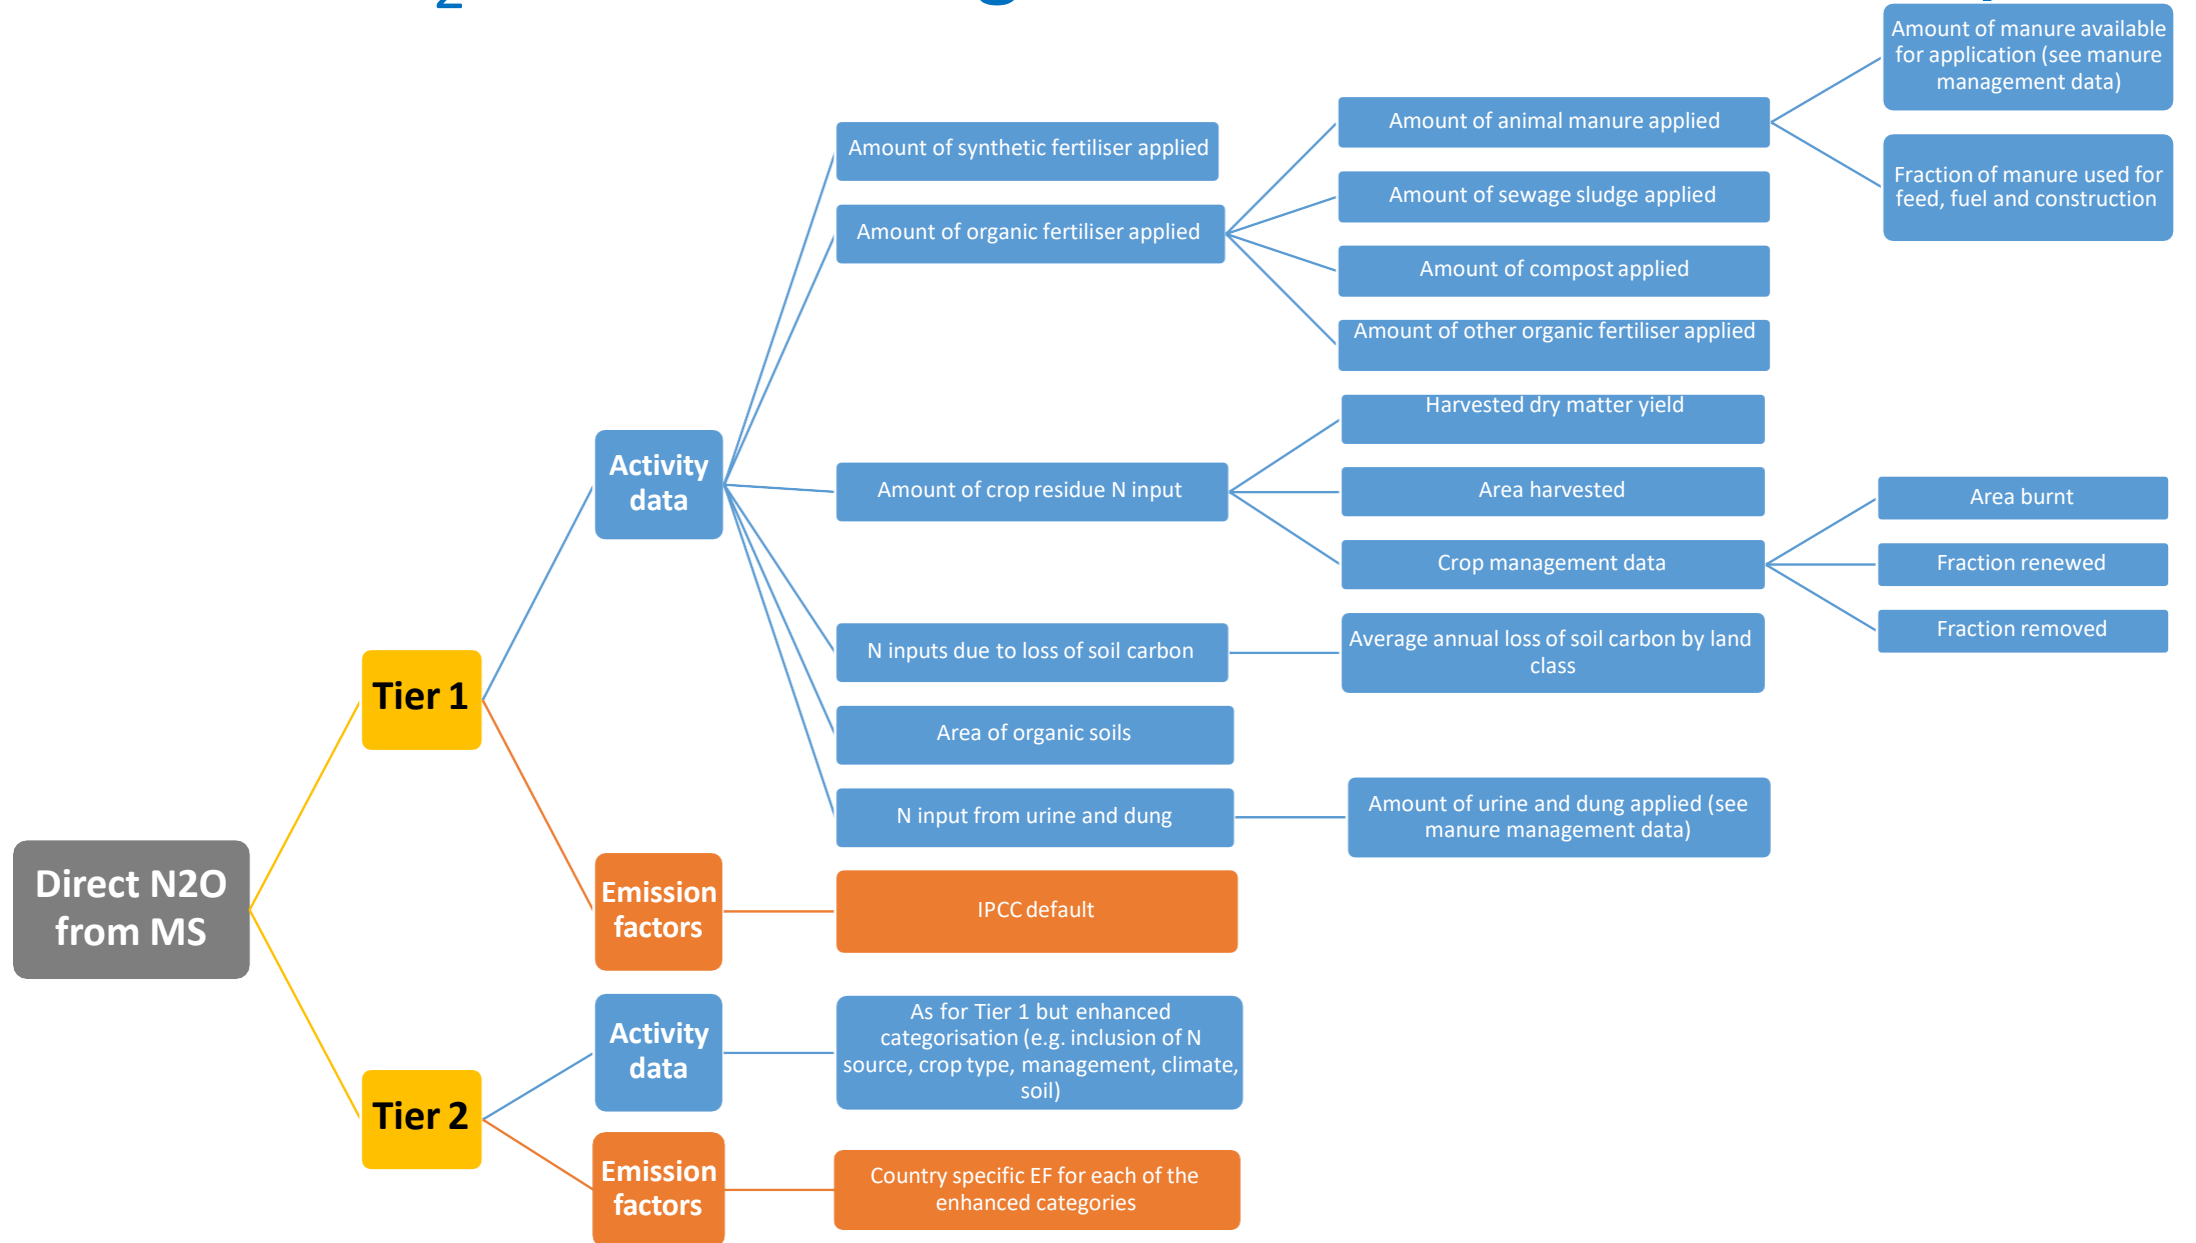 2
Amount of manure available
for application (see manure
management data)
Amount of animal manure applied
Amount of synthetic fertiliser applied
Fraction of manure used for
feed, fuel and construction
Amount of sewage sludge applied
Amount of organic fertiliser applied
Amount of compost applied
Amount of other organic fertiliser applied
Harvested dry matter yield
Activity
data
Amount of crop residue N input
Area harvested
Area burnt
Crop management data
Fraction renewed
Fraction removed
N inputs due to loss of soil carbon
Average annual loss of soil carbon by land
class
Tier 1
Area of organic soils
N input from urine and dung
Amount of urine and dung applied (see
manure management data)
Direct N2O
from MS
Emission
factors
IPCC default
Activity
data
As for Tier 1 but enhanced
categorisation (e.g. inclusion of N
source, crop type, management, climate,
soil)
Tier 2
Emission
factors
Country specific EF for each of the
enhanced categories